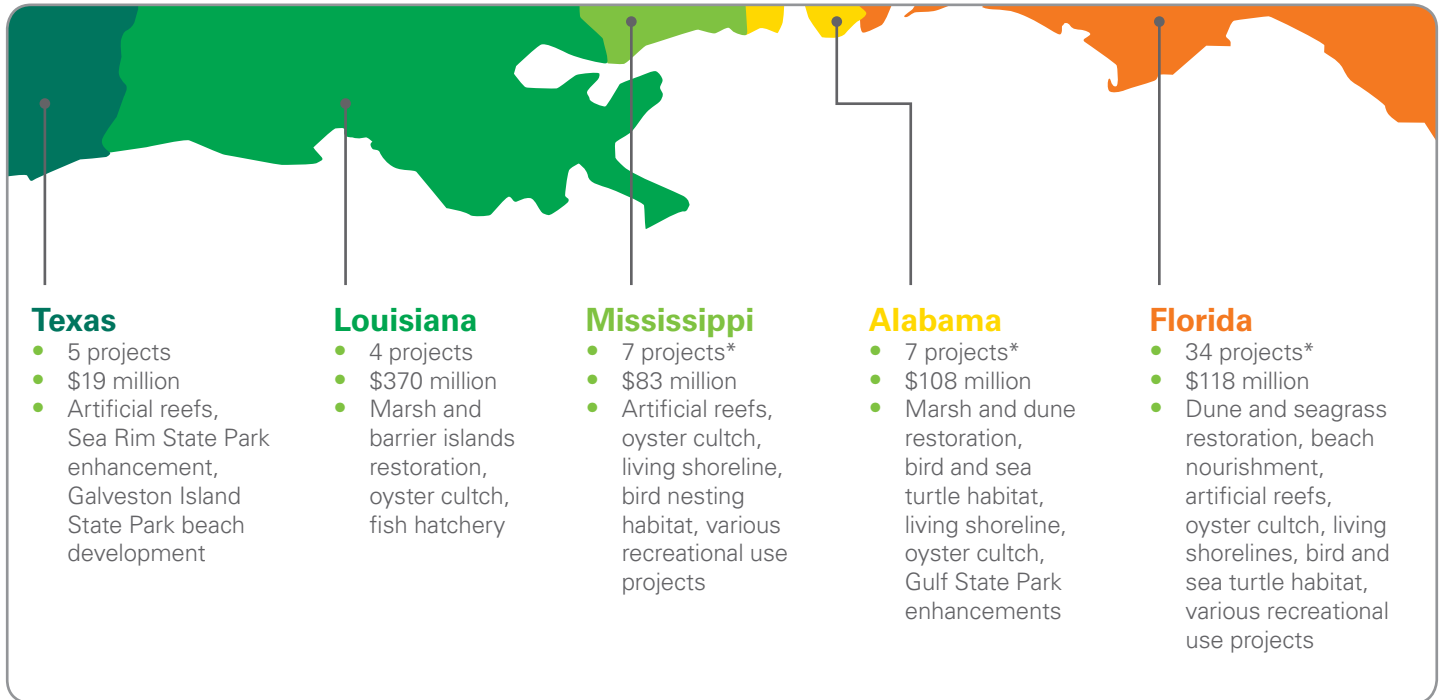 Texas
• 5 projects
• $19 million
• Artificial reefs,
Sea Rim State Park
enhancement,
Galveston Island
State Park beach
development
Louisiana
• 4 projects
• $370 million
• Marsh and
barrier islands
restoration,
oyster cultch,
fish hatchery
Mississippi
• 7 projects*
• $83 million
• Artificial reefs,
oyster cultch,
living shoreline,
bird nesting
habitat, various
recreational use
projects
Alabama
• 7 projects*
• $108 million
• Marsh and dune
restoration,
bird and sea
turtle habitat,
living shoreline,
oyster cultch,
Gulf State Park
enhancements
Florida
• 34 projects*
• $118 million
• Dune and seagrass
restoration, beach
nourishment,
artificial reefs,
oyster cultch, living
shorelines, bird and
sea turtle habitat,
various recreational
use projects